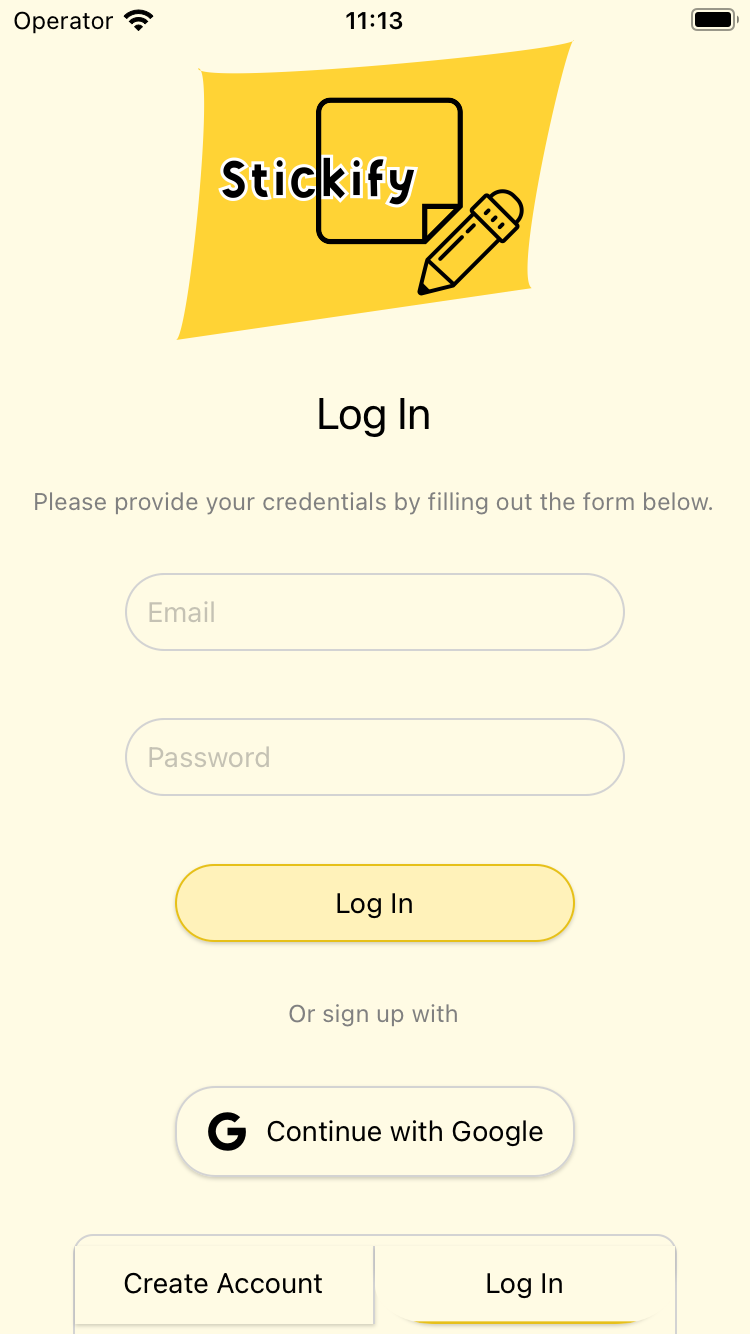 Operator 11:13
Stickify
Log In
Please provide your credentials by filling out the form below.
Email
Password
Log In
Or sign up with
Continue with Google
Create Account Log In